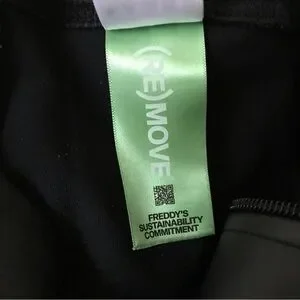 (RE)MOVE
FREDDY'S
SUSTAINABILITY
COMMITMENT